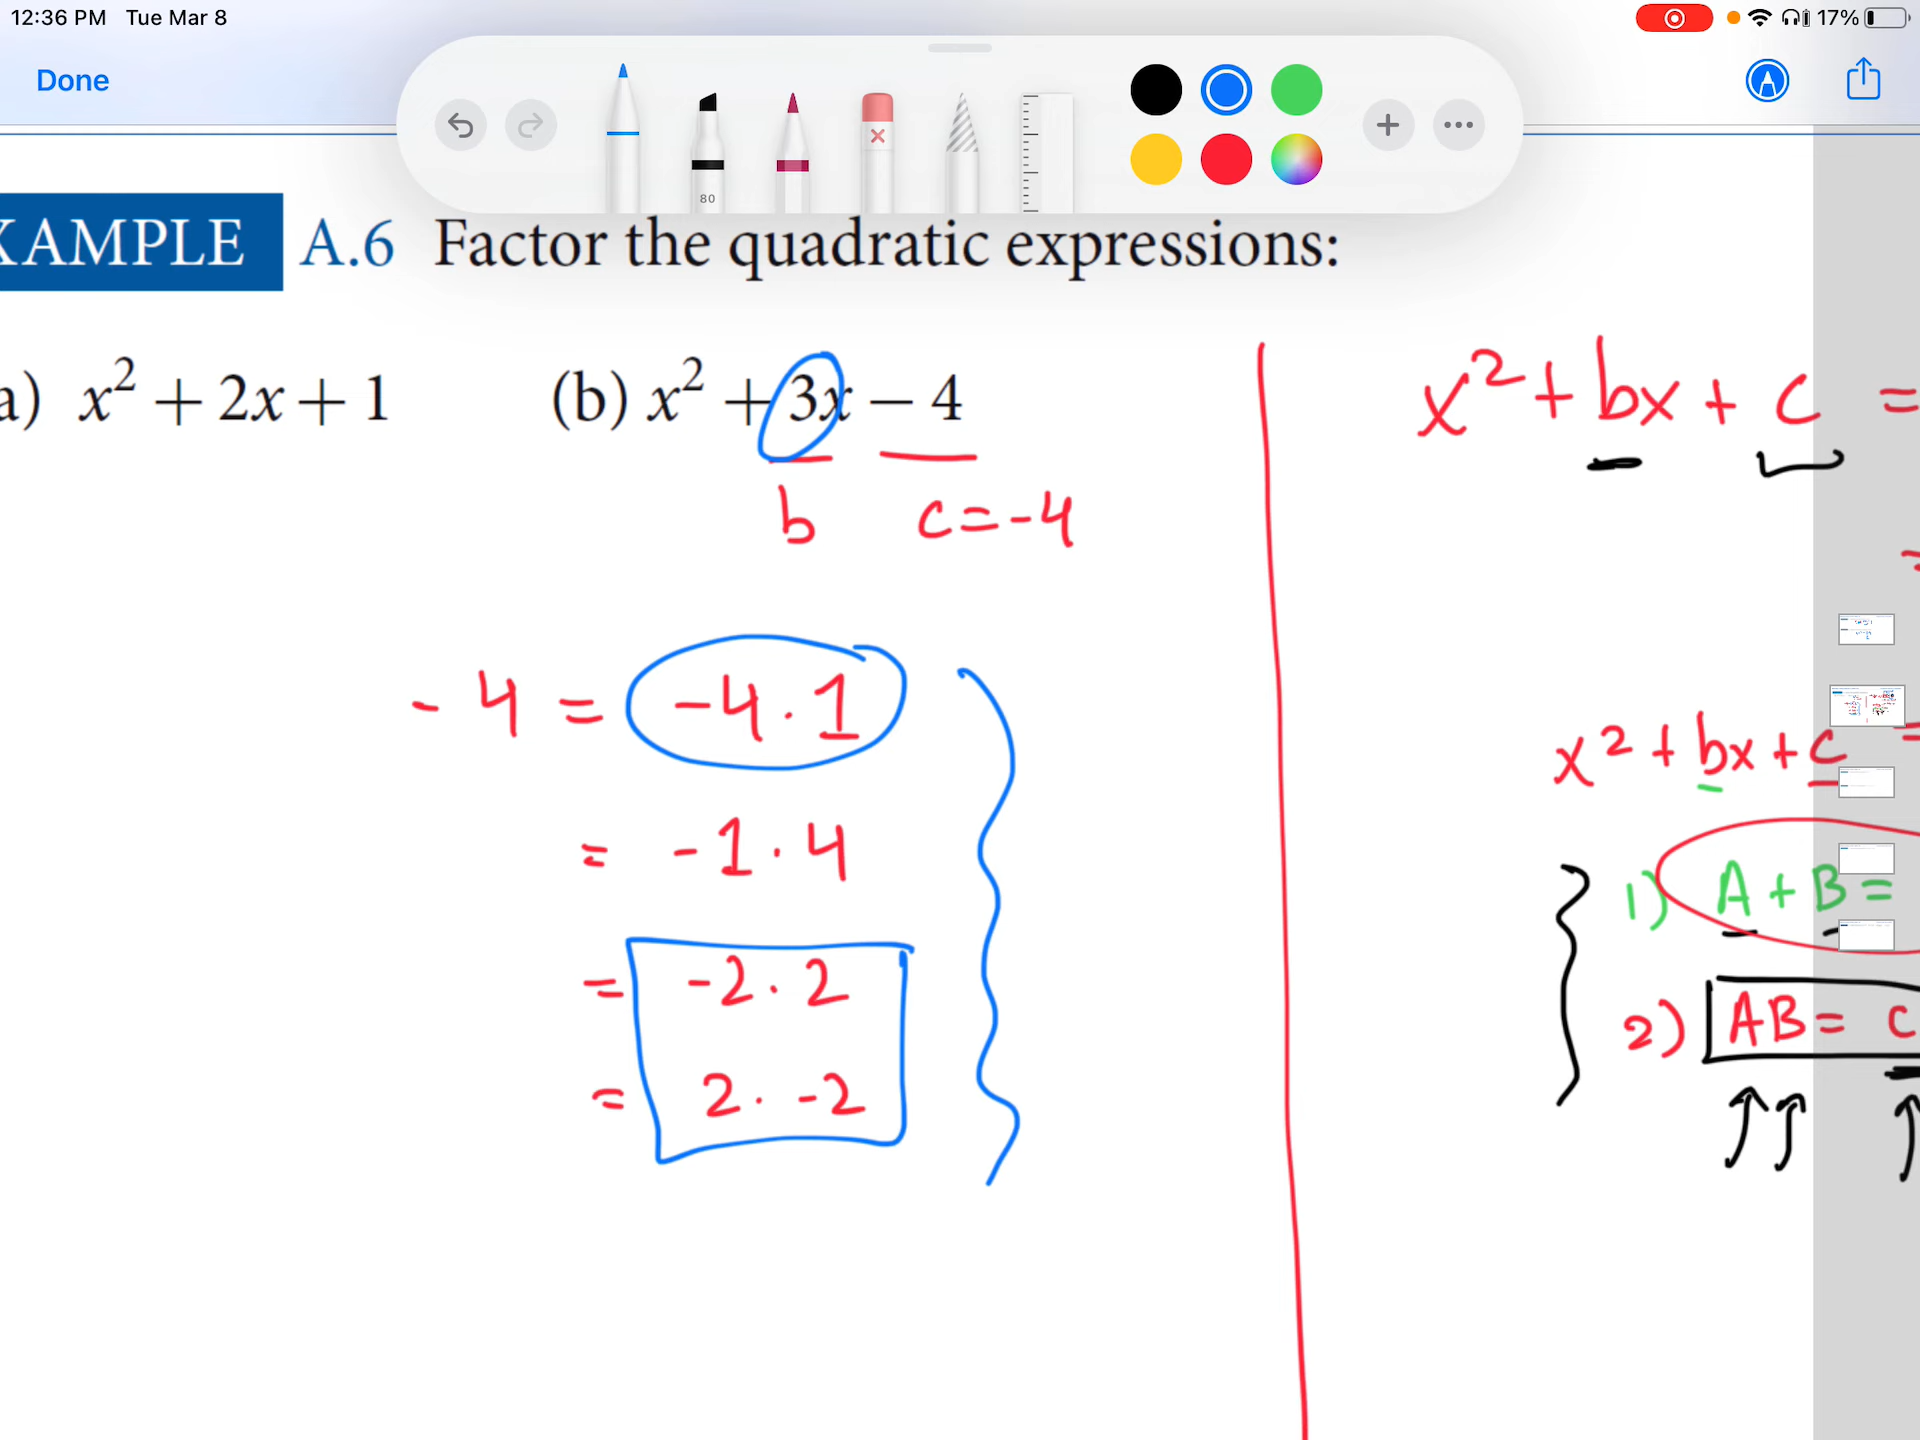 12:36 PM Tue Mar 8
17%
Done
80
XAMPLE A.6 Factor the quadratic expressions:
a) x² + 2x + 1 (b) x² + 3x − 4
b c = -4
- 4 = -4 · 1
= -1 · 4
= -2 · 2
= 2 · -2
x² + bx + c =
=
x² + bx + c =
1) A + B =
2) AB = c